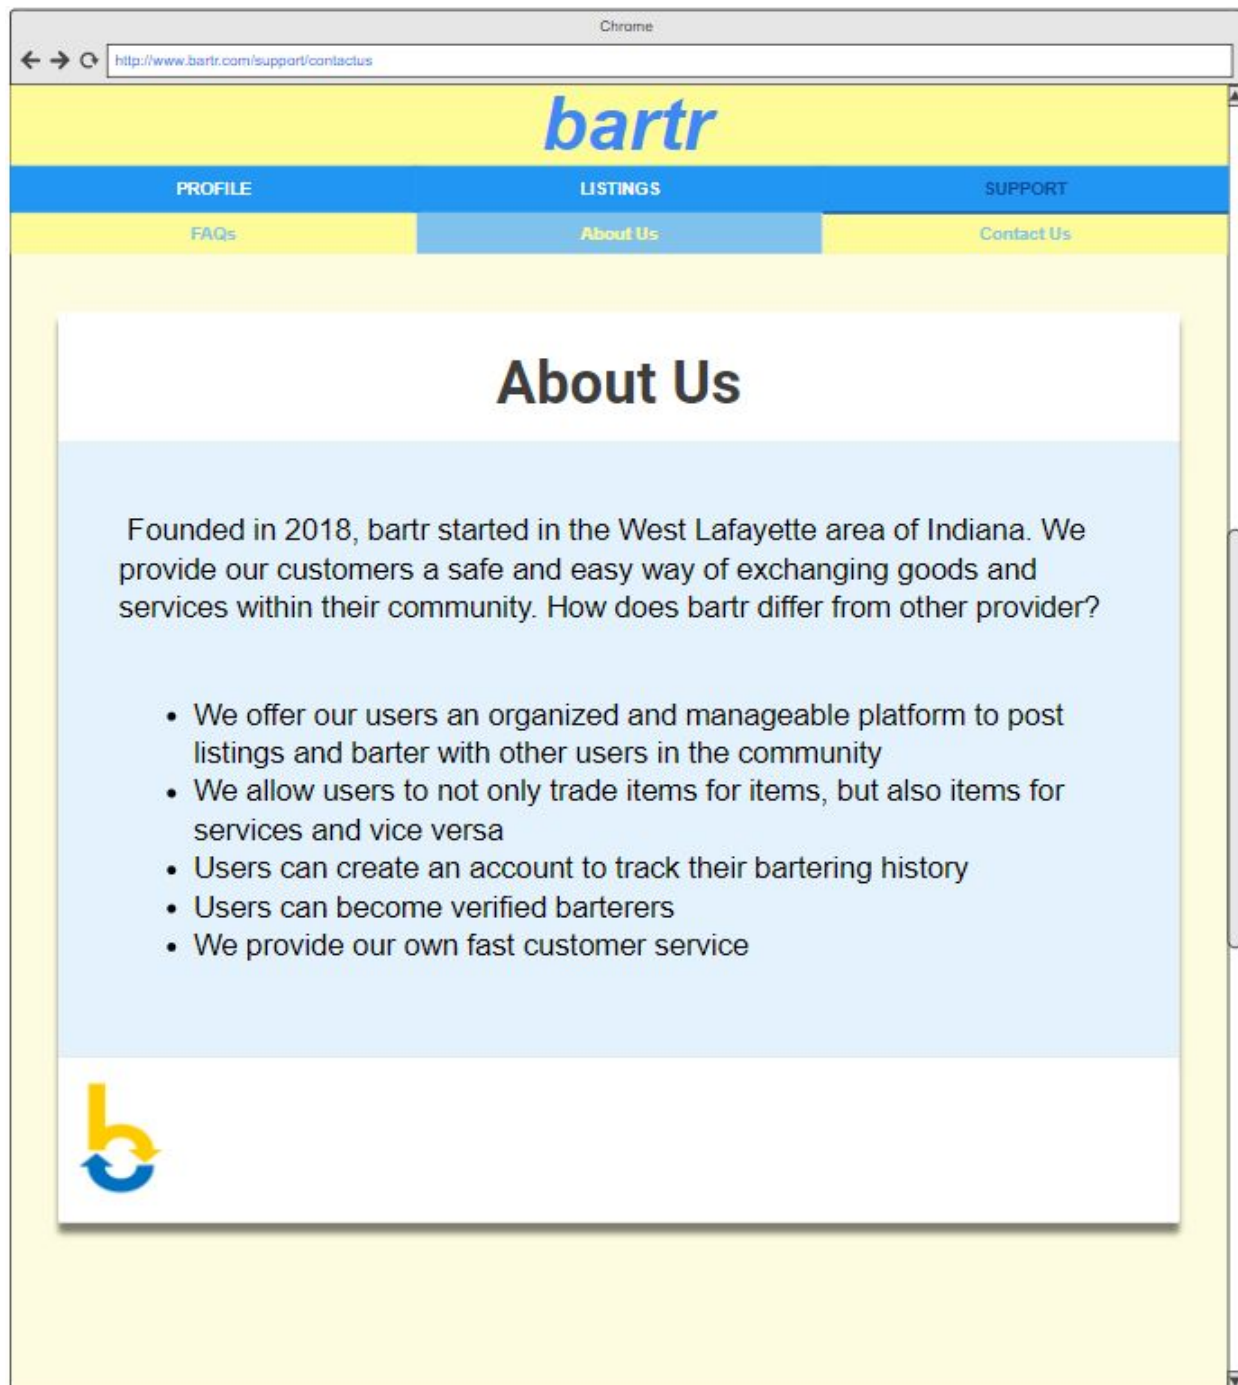 Chrome
http://www.bartr.com/support/contactus
bartr
PROFILE LISTINGS SUPPORT
FAQs About Us Contact Us
About Us
Founded in 2018, bartr started in the West Lafayette area of Indiana. We
provide our customers a safe and easy way of exchanging goods and
services within their community. How does bartr differ from other provider?
• We offer our users an organized and manageable platform to post
listings and barter with other users in the community
• We allow users to not only trade items for items, but also items for
services and vice versa
• Users can create an account to track their bartering history
• Users can become verified barterers
• We provide our own fast customer service
b